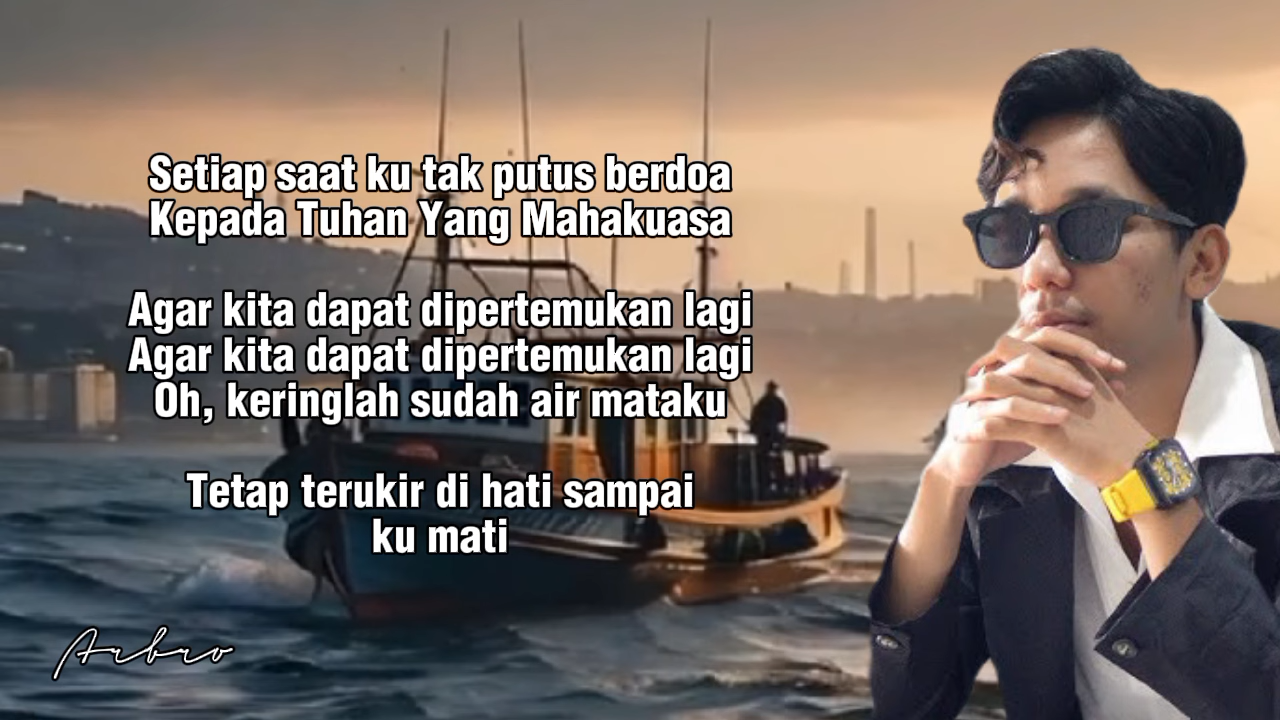 Setiap saat ku tak putus berdoa
Kepada Tuhan Yang Mahakuasa
Agar kita dapat dipertemukan lagi
Agar kita dapat dipertemukan lagi
Oh, keringlah sudah air mataku
Tetap terukir di hati sampai
ku mati
Arbro